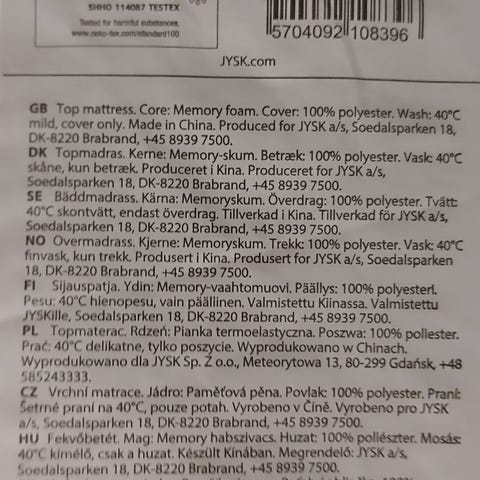 SHHO 114087 TESTEX
Tested for harmful substances.
www.oeko-tex.com/standard100
5704092 108396
JYSK.com
GB Top mattress. Core: Memory foam. Cover: 100% polyester. Wash: 40°C
mild, cover only. Made in China. Produced for JYSK a/s, Soedalsparken 18,
DK-8220 Brabrand, +45 8939 7500.
DK Topmadras. Kerne: Memory-skum. Betræk: 100% polyester. Vask: 40°C
skåne, kun betræk. Produceret i Kina. Produceret for JYSK a/s,
Soedalsparken 18, DK-8220 Brabrand, +45 8939 7500.
SE Bäddmadrass. Kärna: Memoryskum. Överdrag: 100% polyester. Tvätt:
40°C skontvätt, endast överdrag. Tillverkad i Kina. Tillverkad för JYSK a/s,
Soedalsparken 18, DK-8220 Brabrand, +45 8939 7500.
NO Overmadrass. Kjerne: Memoryskum. Trekk: 100% polyester. Vask: 40°C
finvask, kun trekk. Produsert i Kina. Produsert for JYSK a/s, Soedalsparken
18, DK-8220 Brabrand, +45 8939 7500.
FI Sijauspatja. Ydin: Memory-vaahtomuovi. Päällys: 100% polyesteri.
Pesu: 40°C hienopesu, vain päällinen. Valmistettu Kiinassa. Valmistettu
JYSKille, Soedalsparken 18, DK-8220 Brabrand, +45 8939 7500.
PL Topmaterac. Rdzeń: Pianka termoelastyczna. Poszwa: 100% poliester.
Prać: 40°C delikatne, tylko poszycie. Wyprodukowano w Chinach.
Wyprodukowano dla JYSK Sp. Z o.o., Meteorytowa 13, 80-299 Gdańsk, +48
585243333.
CZ Vrchní matrace. Jádro: Paměťová pěna. Povlak: 100% polyester. Praní:
Šetrné praní na 40°C, pouze potah. Vyrobeno v Číně. Vyrobeno pro JYSK
a/s, Soedalsparken 18, DK-8220 Brabrand, +45 8939 7500.
HU Fekvőbetét. Mag: Memory habszivacs. Huzat: 100% poliészter. Mosás:
40°C kímélő, csak a huzat. Készült Kínában. Megrendelő: JYSK a/s,
Soedalsparken 18, DK-8220 Brabrand, +45 8939 7500.